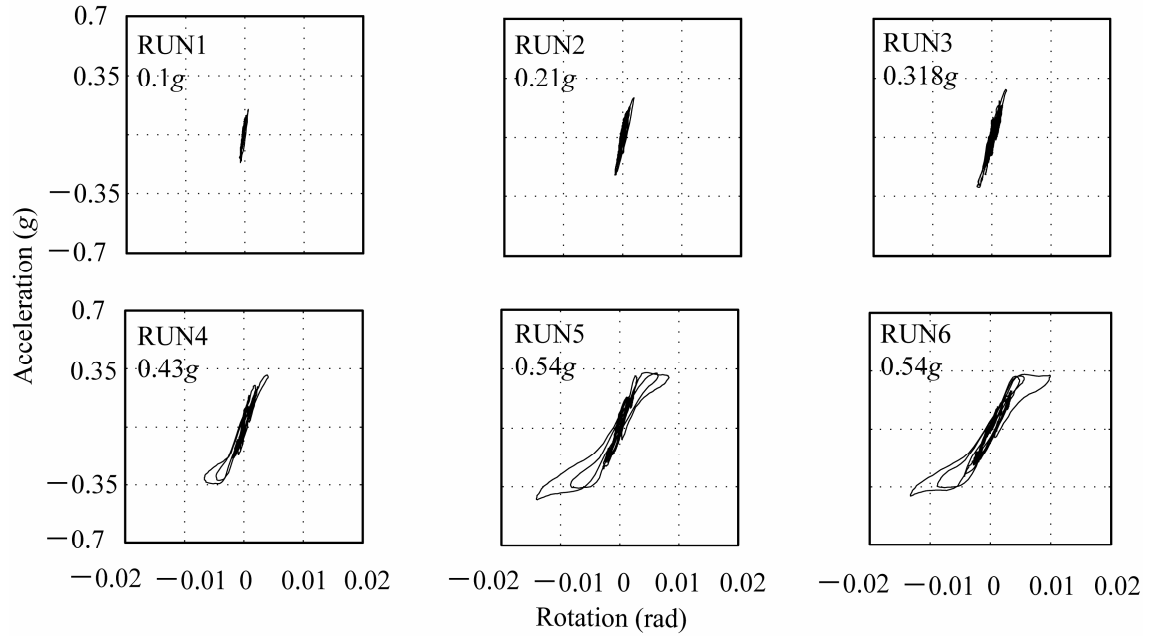 0.7
RUN1
0.35
0.1g
−0.35
−0.7
RUN2
0.21g
RUN3
0.318g
Acceleration (g)
0.7
RUN4
0.35
0.43g
−0.35
−0.7
RUN5
0.54g
RUN6
0.54g
−0.02 −0.01 0 0.01 0.02
−0.02 −0.01 0 0.01 0.02
−0.02 −0.01 0 0.01 0.02
Rotation (rad)